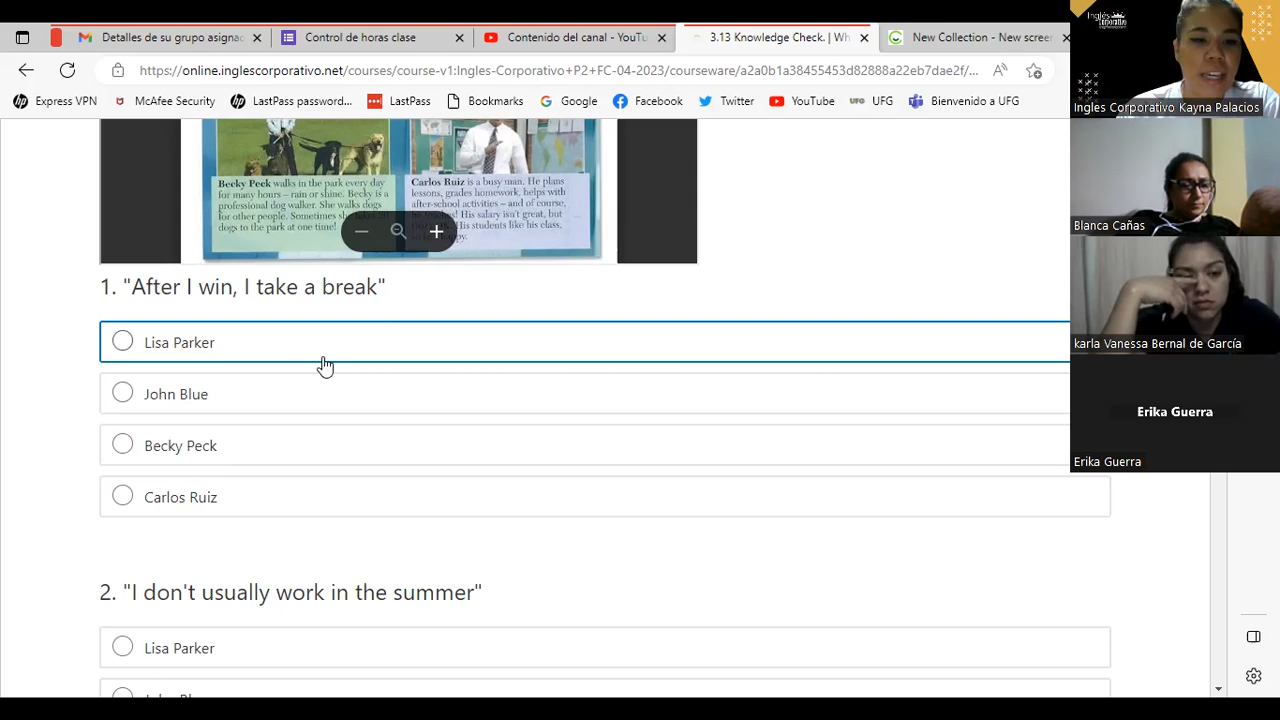 Detalles de su grupo asignac
Control de horas Clases
Contenido del canal - YouTu
3.13 Knowledge Check. | Wh
New Collection - New screen
https://online.inglescorporativo.net/courses/course-v1:Ingles-Corporativo+P2+FC-04-2023/courseware/a2a0b1a38455453d82888a22eb7dae2f/...
Express VPN
McAfee Security
LastPass password...
LastPass
Bookmarks
Google
Facebook
Twitter
YouTube
UFG
Bienvenido a UFG
Becky Peck walks in the park every day
for many hours – rain or shine. Becky is a
professional dog walker. She walks dogs
for other people. Sometimes she takes
dogs to the park at one time!
Carlos Ruiz is a busy man. He plans
lessons, grades homework, helps with
after-school activities – and of course,
he teaches! His salary isn't great, but
His students like his class,
1. "After I win, I take a break"
Lisa Parker
John Blue
Becky Peck
Carlos Ruiz
2. "I don't usually work in the summer"
Lisa Parker
Inglés
Ingles Corporativo Kayna Palacios
Blanca Cañas
karla Vanessa Bernal de García
Erika Guerra
Erika Guerra